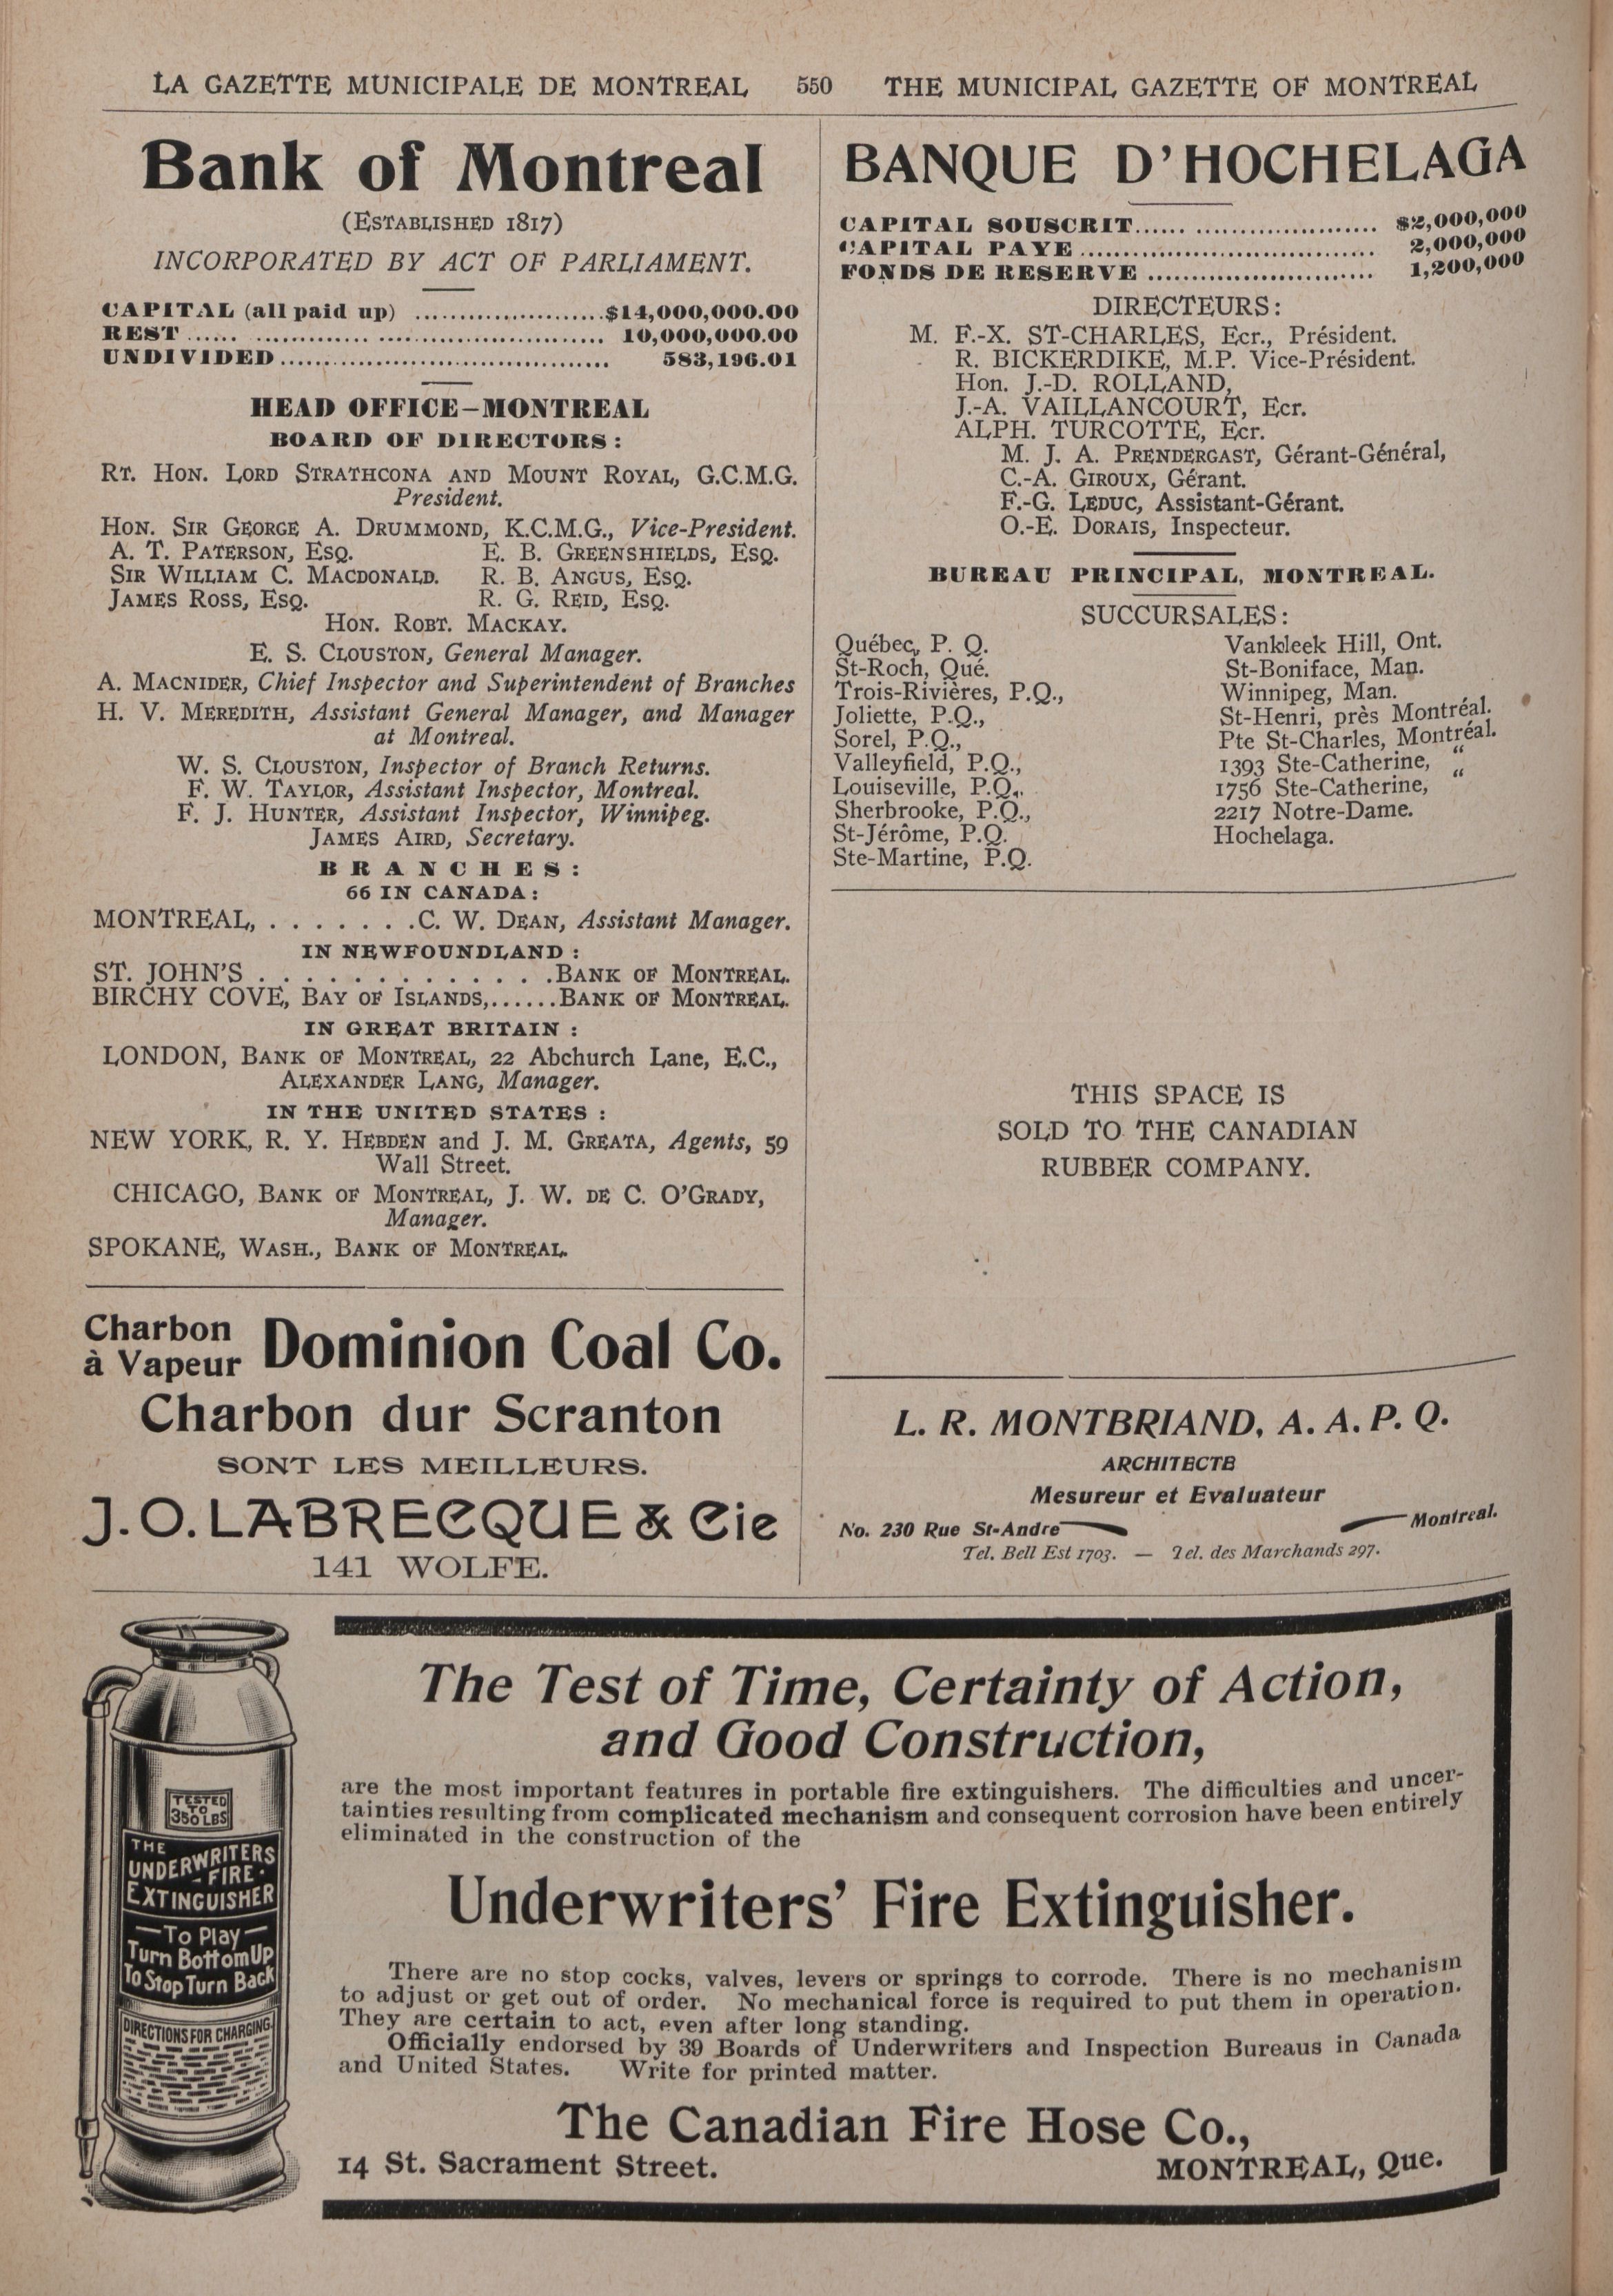 LA GAZETTE MUNICIPALE DE MONTREAL 550 THE MUNICIPAL GAZETTE OF MONTREAL
Bank of Montreal
(ESTABLISHED 1817)
INCORPORATED BY ACT OF PARLIAMENT.
CAPITAL (all paid up) ......................$14,000,000.00
REST ...... ............. ................................. 10,000,000.00
UNDIVIDED...................................... 583,196.01
HEAD OFFICE—MONTREAL
BOARD OF DIRECTORS:
RT. HON. LORD STRATHCONA AND MOUNT ROYAL, G.C.M.G.
President.
HON. SIR GEORGE A. DRUMMOND, K.C.M.G., Vice-President.
A. T. PATERSON, ESQ. E. B. GREENSHIELDS, ESQ.
SIR WILLIAM C. MACDONALD. R. B. ANGUS, ESQ.
JAMES ROSS, ESQ. R. G. REID, ESQ.
HON. ROBT. MACKAY.
E. S. CLOUSTON, General Manager.
A. MACNIDER, Chief Inspector and Superintendent of Branches
H. V. MEREDITH, Assistant General Manager, and Manager
at Montreal.
W. S. CLOUSTON, Inspector of Branch Returns.
F. W. TAYLOR, Assistant Inspector, Montreal.
F. J. HUNTER, Assistant Inspector, Winnipeg.
JAMES AIRD, Secretary.
BRANCHES:
66 IN CANADA:
MONTREAL, . . . . . . . .C. W. DEAN, Assistant Manager.
IN NEWFOUNDLAND :
ST. JOHN'S . . . . . . . . . . . . . .BANK OF MONTREAL.
BIRCHY COVE, BAY OF ISLANDS,......BANK OF MONTREAL.
IN GREAT BRITAIN :
LONDON, BANK OF MONTREAL, 22 Abchurch Lane, E.C.,
ALEXANDER LANG, Manager.
IN THE UNITED STATES :
NEW YORK, R. Y. HEBDEN and J. M. GREATA, Agents, 59
Wall Street.
CHICAGO, BANK OF MONTREAL, J. W. DE C. O'GRADY,
Manager.
SPOKANE, WASH., BANK OF MONTREAL.
Charbon
à Vapeur Dominion Coal Co.
Charbon dur Scranton
SONT LES MEILLEURS.
J.O. LABRECQUE & Cie
141 WOLFE.
BANQUE D'HOCHELAGA
CAPITAL SOUSCRIT...... ...................... $2,000,000
CAPITAL PAYE ................................... 2,000,000
FONDS DE RESERVE .......................... 1,200,000
DIRECTEURS:
M. F.-X. ST-CHARLES, Ecr., Président.
R. BICKERDIKE, M.P. Vice-Président.
Hon. J.-D. ROLLAND,
J.-A. VAILLANCOURT, Ecr.
ALPH. TURCOTTE, Ecr.
M. J. A. PRENDERGAST, Gérant-Général,
C.-A. GIROUX, Gérant.
F.-G. LEDUC, Assistant-Gérant.
O.-E. DORAIS, Inspecteur.
BUREAU PRINCIPAL, MONTREAL.
SUCCURSALES:
Québec, P. Q. Vankleek Hill, Ont.
St-Roch, Qué. St-Boniface, Man.
Trois-Rivières, P.Q., Winnipeg, Man.
Joliette, P.Q., St-Henri, près Montréal.
Sorel, P.Q., Pte St-Charles, Montréal.
Valleyfield, P.Q., 1393 Ste-Catherine, "
Louiseville, P.Q., 1756 Ste-Catherine, "
Sherbrooke, P.Q., 2217 Notre-Dame.
St-Jérôme, P.Q. Hochelaga.
Ste-Martine, P.Q.
THIS SPACE IS
SOLD TO THE CANADIAN
RUBBER COMPANY.
L. R. MONTBRIAND, A. A. P. Q.
ARCHITECTE
Mesureur et Evaluateur
No. 230 Rue St-Andre Montreal.
Tel. Bell Est 1703. — Tel. des Marchands 297.
TESTED
TO
350 LBS
THE
UNDERWRITERS
FIRE
EXTINGUISHER
To Play
Turn Bottom Up
To Stop Turn Back
DIRECTIONS FOR CHARGING.
The Test of Time, Certainty of Action,
and Good Construction,
are the most important features in portable fire extinguishers. The difficulties and uncer-
tainties resulting from complicated mechanism and consequent corrosion have been entirely
eliminated in the construction of the
Underwriters' Fire Extinguisher.
There are no stop cocks, valves, levers or springs to corrode. There is no mechanism
to adjust or get out of order. No mechanical force is required to put them in operation.
They are certain to act, even after long standing.
Officially endorsed by 39 Boards of Underwriters and Inspection Bureaus in Canada
and United States. Write for printed matter.
The Canadian Fire Hose Co.,
14 St. Sacrament Street. MONTREAL, Que.